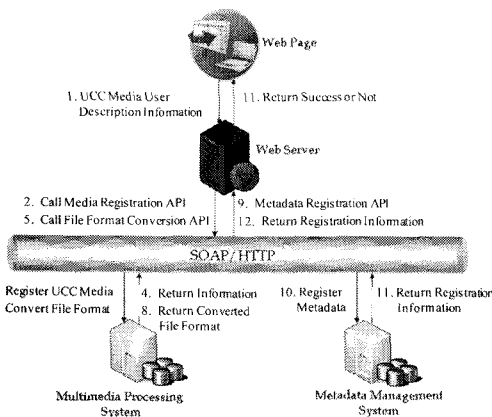 Web Page
1. UCC Media User
Description Information
11. Return Success or Not
Web Server
2. Call Media Registration API
5. Call File Format Conversion API
9. Metadata Registration API
12. Return Registration Information
SOAP/HTTP
Register UCC Media
Convert File Format
4. Return Information
8. Return Converted
File Format
10. Register
Metadata
11. Return Registration
Information
Multimedia Processing
System
Metadata Management
System